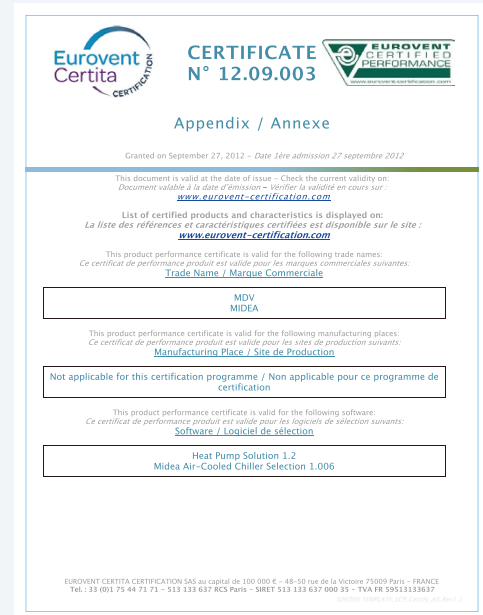 Eurovent
Certita
CERTIFICATION
CERTIFICATE
N° 12.09.003
EUROVENT
CERTIFIED
PERFORMANCE
www.eurovent-certification.com
Appendix / Annexe
Granted on September 27, 2012 - Date 1ère admission 27 septembre 2012
This document is valid at the date of issue – Check the current validity on:
Document valable à la date d'émission – Vérifier la validité en cours sur :
www.eurovent-certification.com
List of certified products and characteristics is displayed on:
La liste des références et caractéristiques certifiées est disponible sur le site :
www.eurovent-certification.com
This product performance certificate is valid for the following trade names:
Ce certificat de performance produit est valide pour les marques commerciales suivantes:
Trade Name / Marque Commerciale
MDV
MIDEA
This product performance certificate is valid for the following manufacturing places:
Ce certificat de performance produit est valide pour les sites de production suivants:
Manufacturing Place / Site de Production
Not applicable for this certification programme / Non applicable pour ce programme de
certification
This product performance certificate is valid for the following software:
Ce certificat de performance produit est valide pour les logiciels de sélection suivants:
Software / Logiciel de sélection
Heat Pump Solution 1.2
Midea Air-Cooled Chiller Selection 1.006
EUROVENT CERTITA CERTIFICATION SAS au capital de 100 000 € - 48-50 rue de la Victoire 75009 Paris - FRANCE
Tel. : 33 (0)1 75 44 71 71 - 513 133 637 RCS Paris - SIRET 513 133 637 000 35 - TVA FR 59513133637